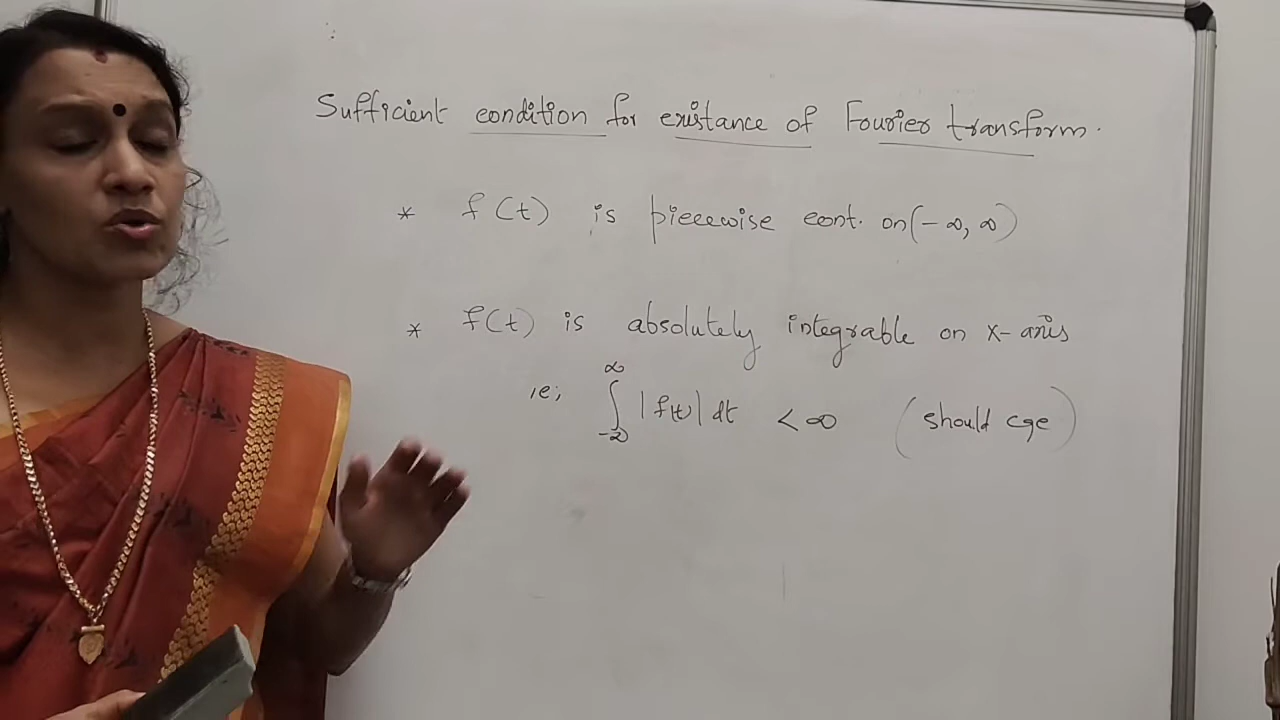 Sufficient condition for existance of Fourier transform.
* f(t) is piecewise cont. on (-∞, ∞)
* f(t) is absolutely integrable on x-axis
ie; ∫_{-∞}^{∞} |f(t)| dt < ∞ (should cge)